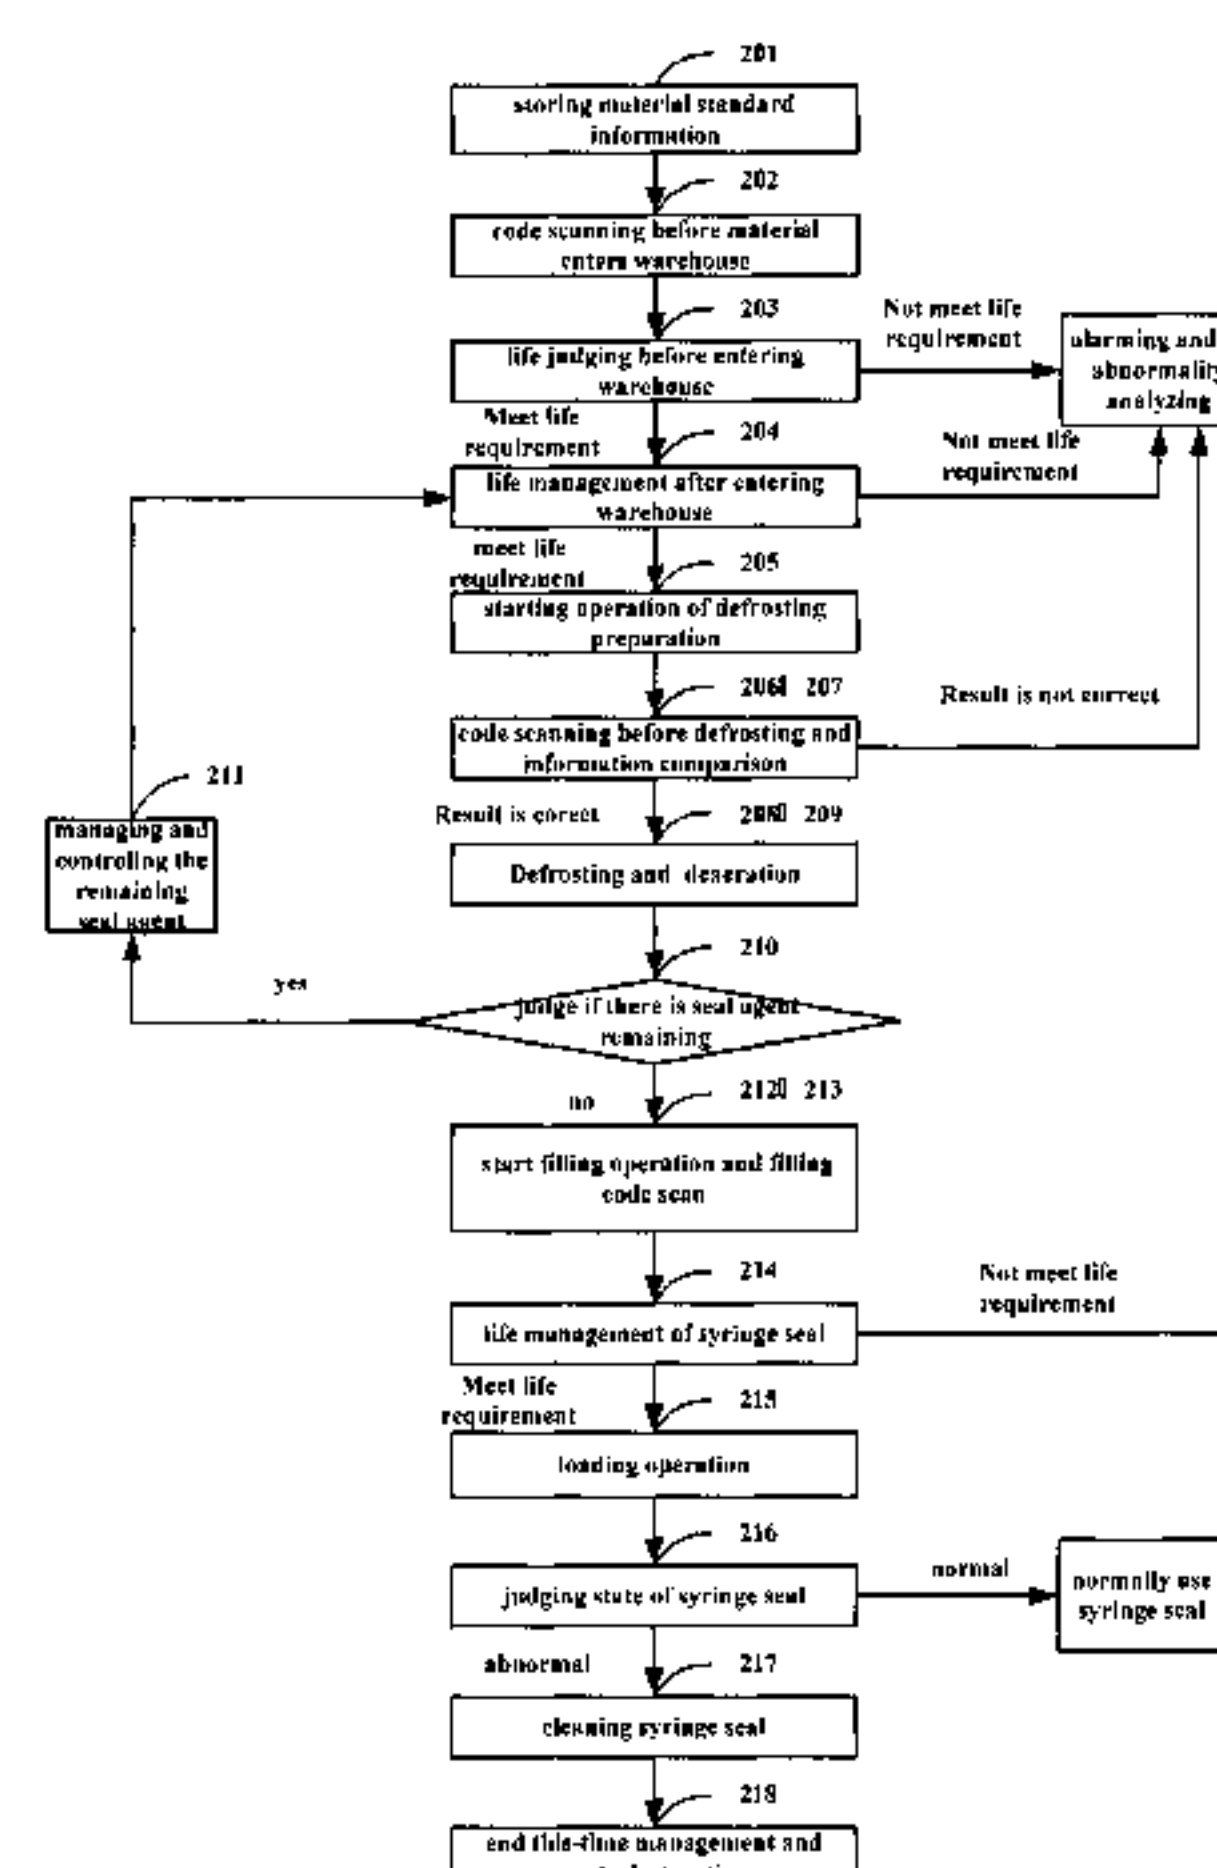 201
storing material standard
information
202
code scanning before material
enters warehouse
203
life judging before entering
warehouse
Not meet life
requirement
alarming and
abnormality
analyzing
Meet life
requirement
204
life management after entering
warehouse
Not meet life
requirement
meet life
requirement
205
starting operation of defrosting
preparation
206 207
code scanning before defrosting and
information comparison
Result is not correct
211
managing and
controllng the
remaining
seal agent
Result is corect
208 209
Defrosting and deaeration
210
judge if there is seal agent
remaining
yes
no
212 213
start filling operation and filling
code scan
214
life management of syringe seal
Not meet life
requirement
Meet life
requirement
215
loading operation
216
judging state of syringe seal
normal
normally use
syringe seal
abnormal
217
cleaning syringe seal
218
end this-time management and